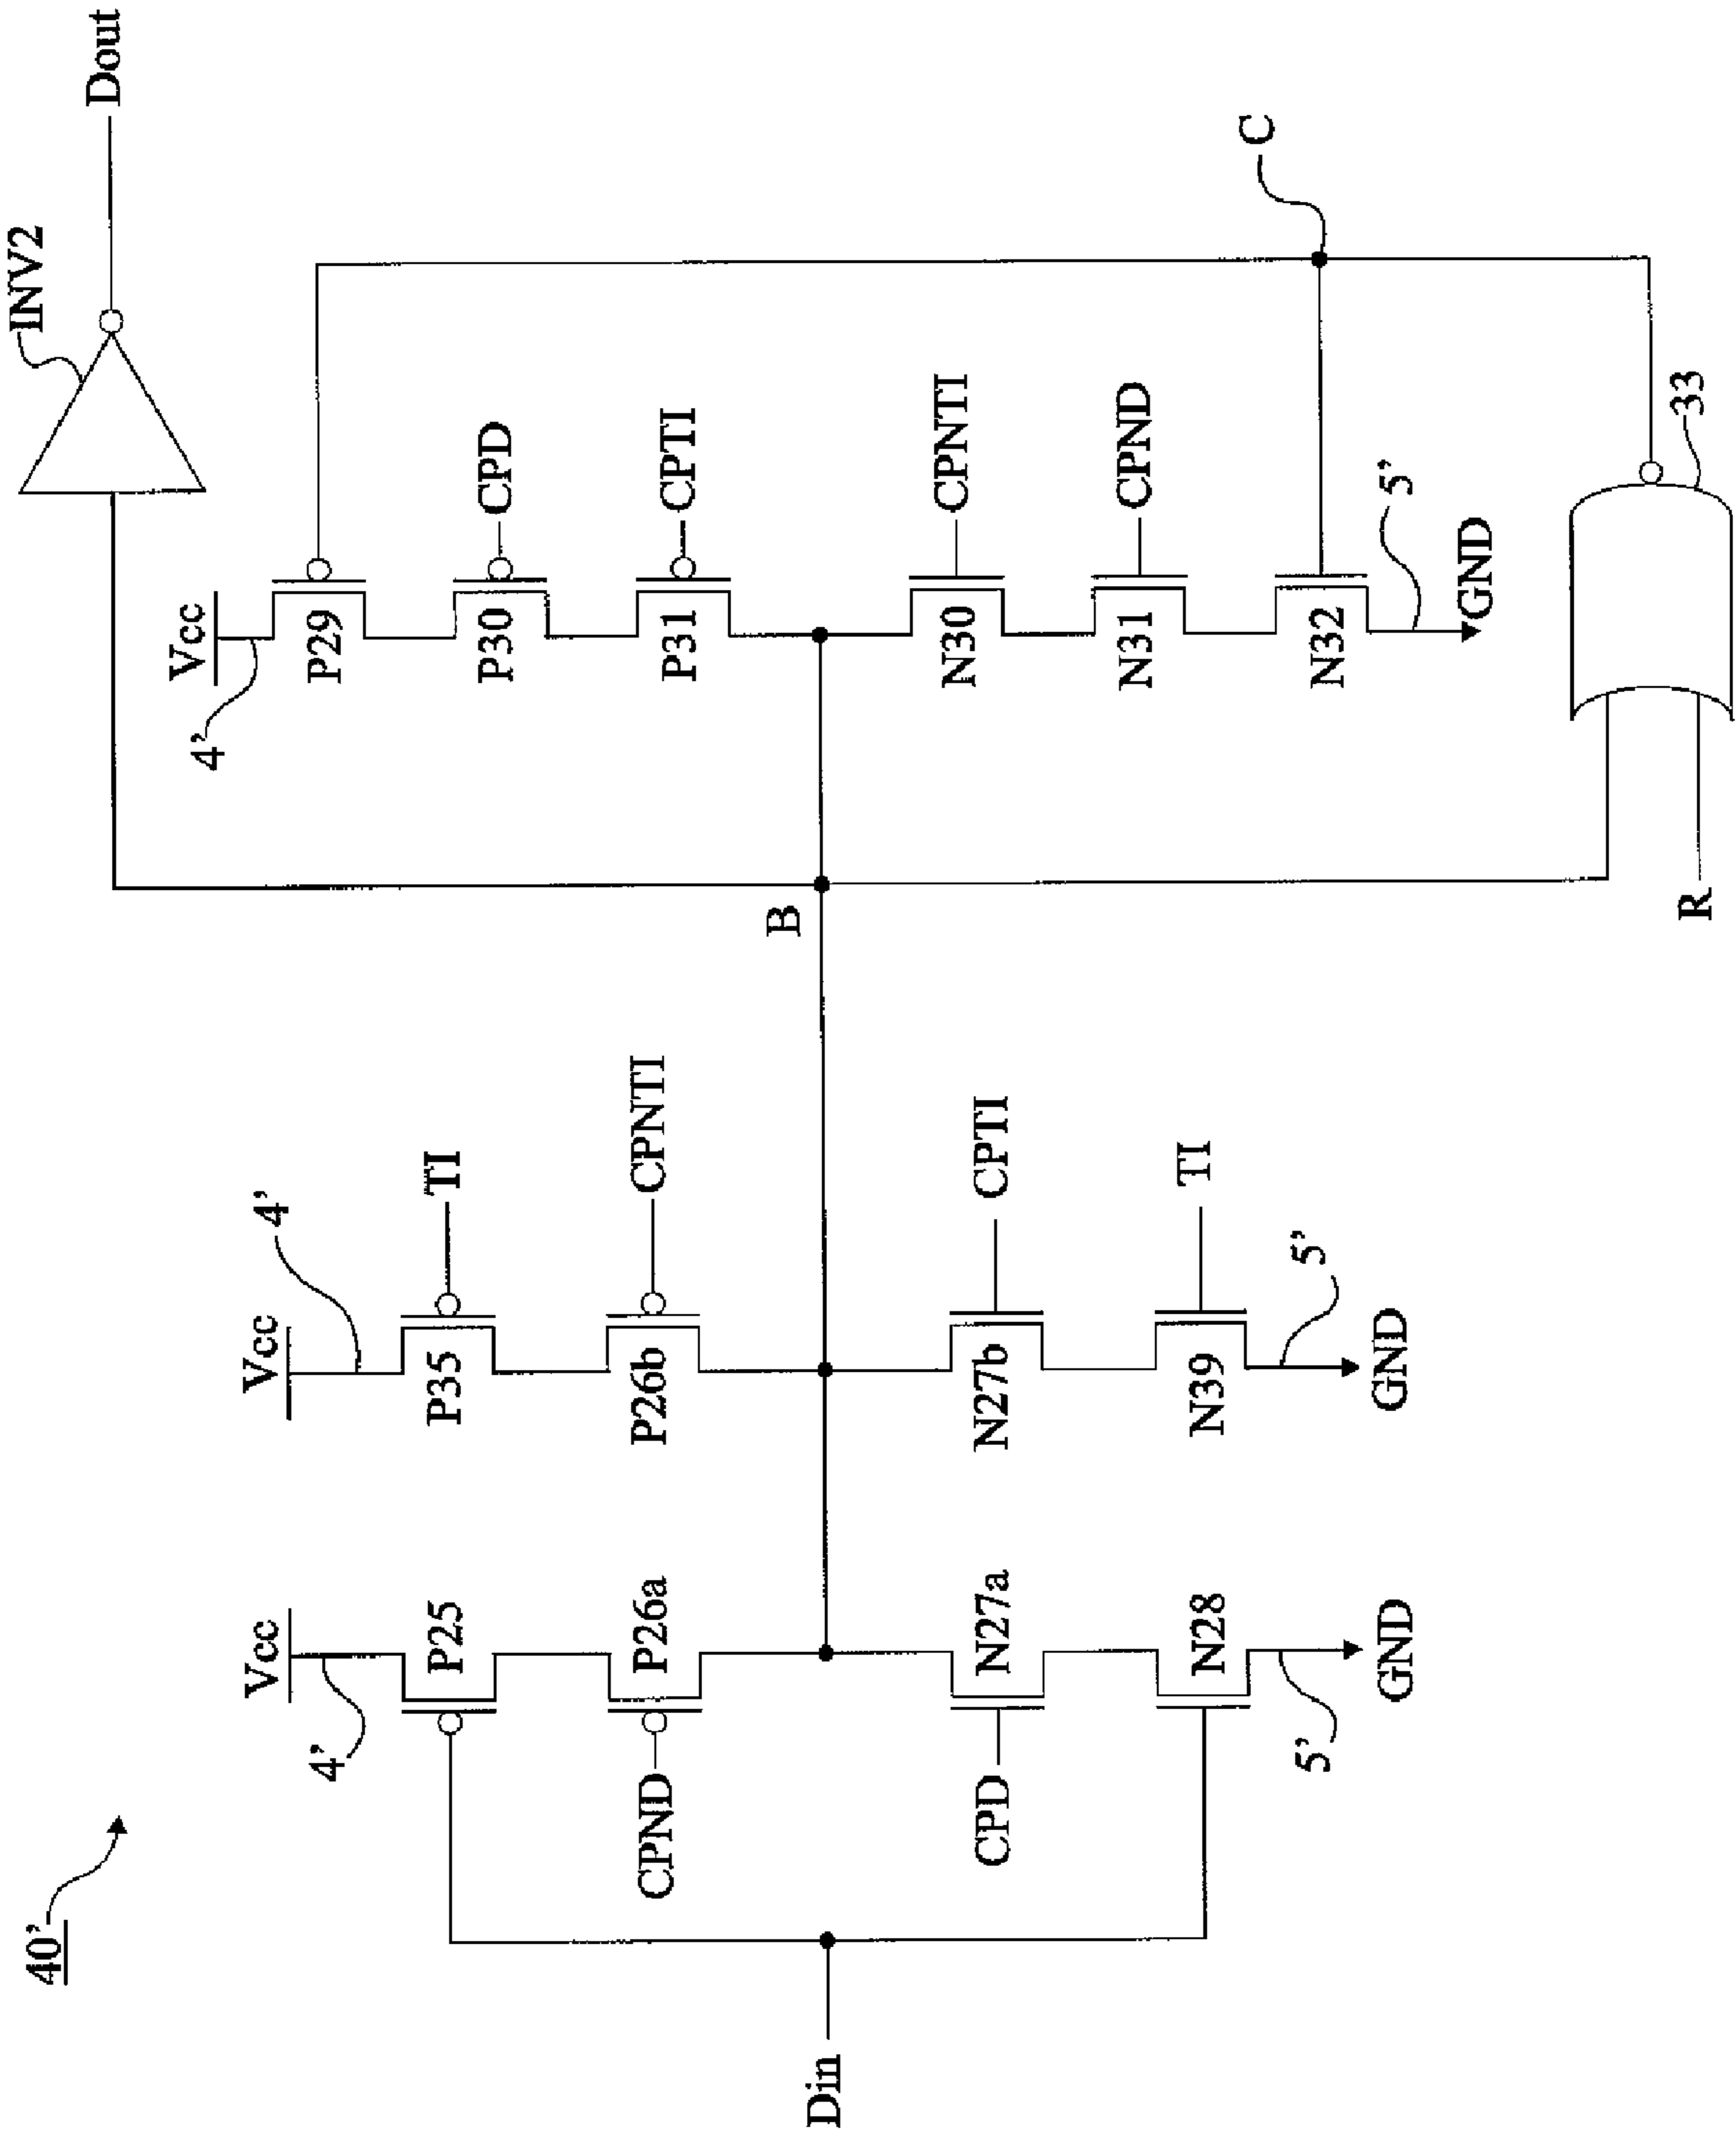 40'
Din
Vcc
4'
P25
CPND
P26a
CPD
N27a
N28
5'
GND
Vcc
4'
P35
TI
P26b
CPNTI
N27b
CPTI
N39
TI
5'
GND
B
R
Vcc
4'
P29
P30
CPD
P31
CPTI
N30
CPNTI
N31
CPND
N32
5'
GND
33
C
INV2
Dout